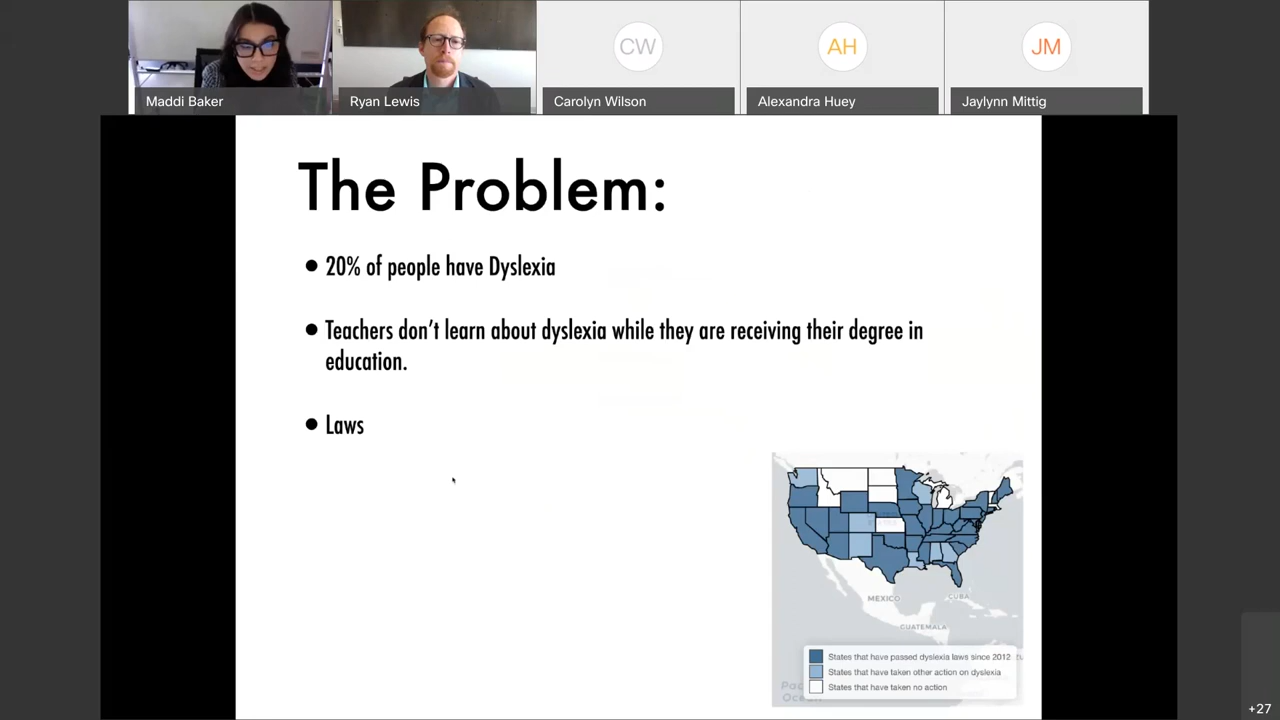 CW
AH
JM
Maddi Baker
Ryan Lewis
Carolyn Wilson
Alexandra Huey
Jaylynn Mittig
The Problem:
• 20% of people have Dyslexia
• Teachers don't learn about dyslexia while they are receiving their degree in
education.
• Laws
MEXICO
CUBA
GUATEMALA
States that have passed dyslexia laws since 2012
States that have taken other action on dyslexia
States that have taken no action
Ocean
+27